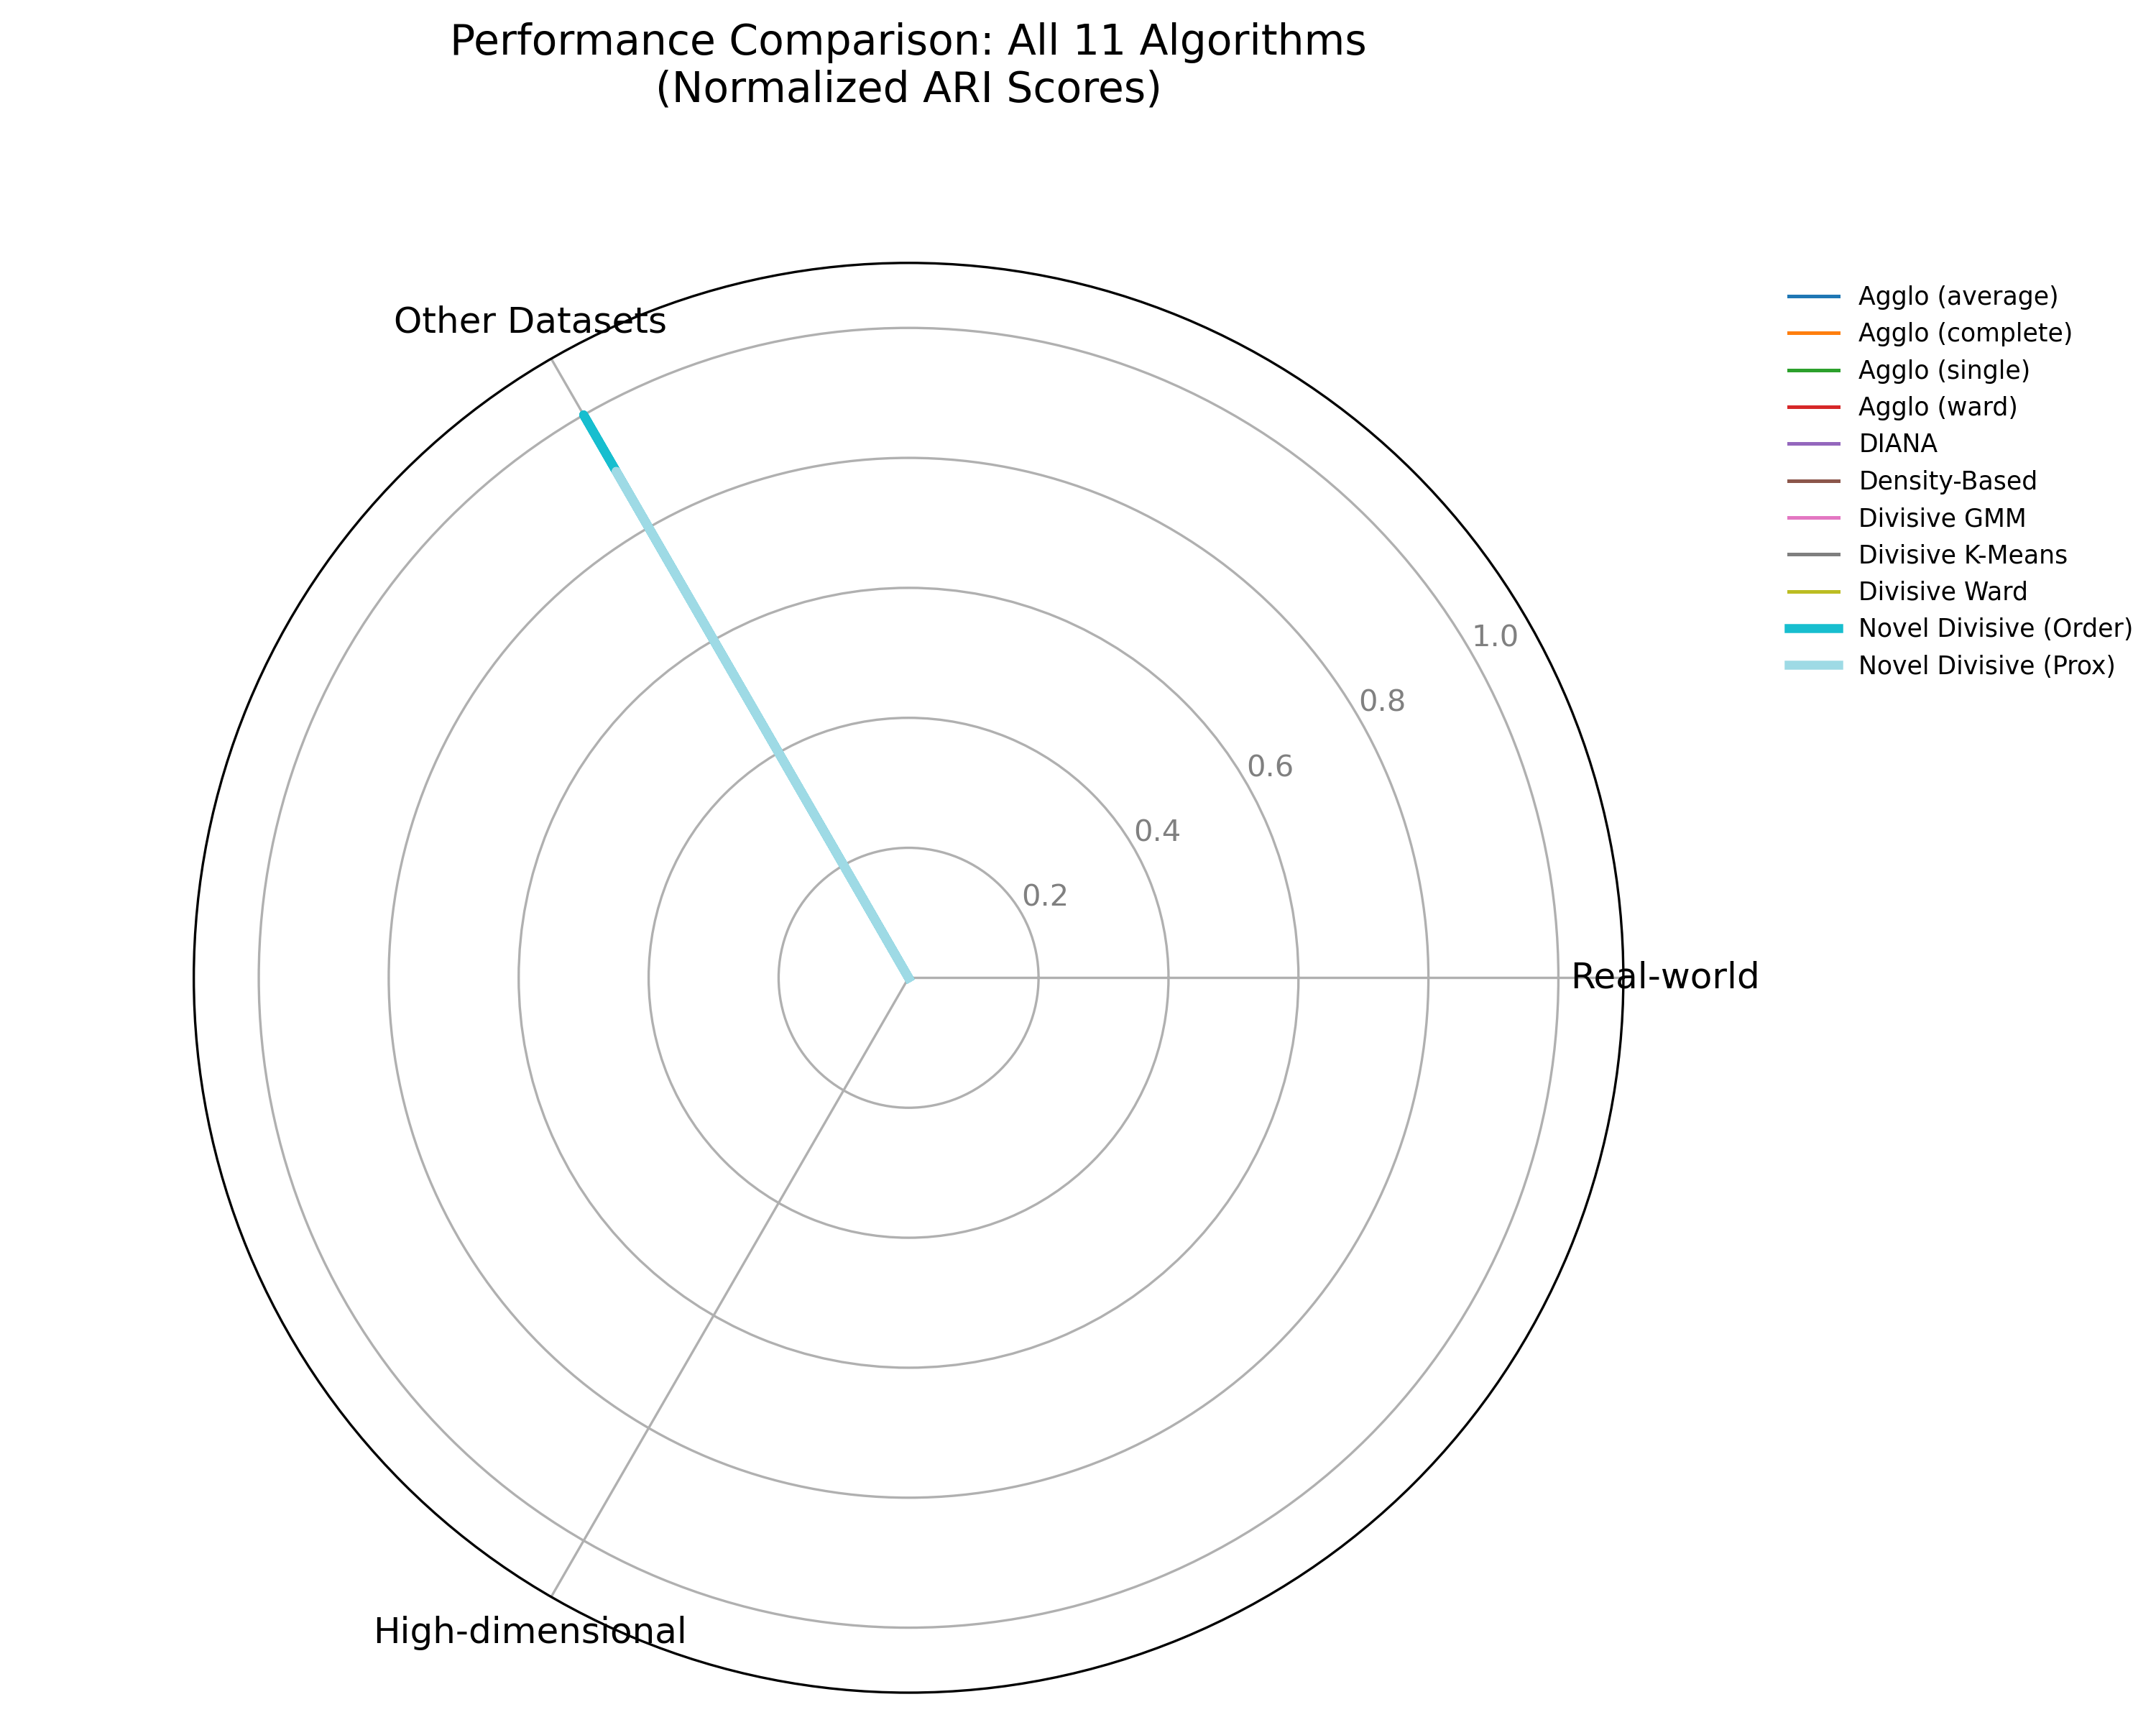 Performance Comparison: All 11 Algorithms
(Normalized ARI Scores)
Other Datasets
Agglo (average)
Agglo (complete)
Agglo (single)
Agglo (ward)
DIANA
Density-Based
Divisive GMM
Divisive K-Means
Divisive Ward
Novel Divisive (Order)
Novel Divisive (Prox)
1.0
0.8
0.6
0.4
0.2
Real-world
High-dimensional